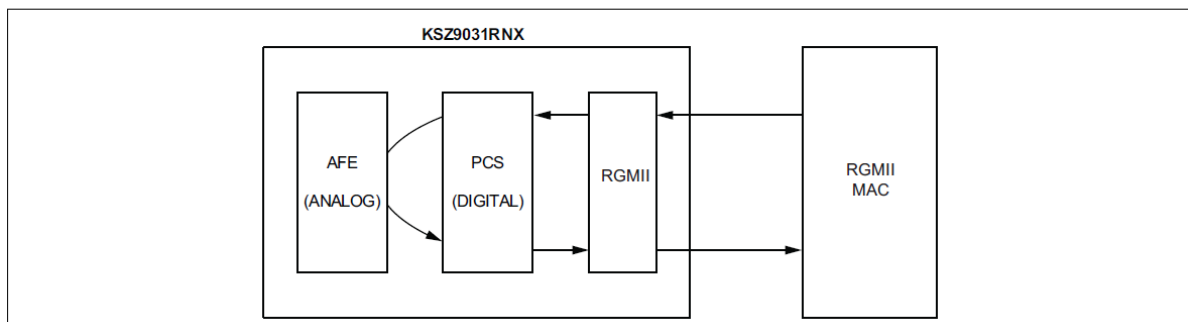 KSZ9031RNX
AFE
(ANALOG)
PCS
(DIGITAL)
RGMII
RGMII
MAC